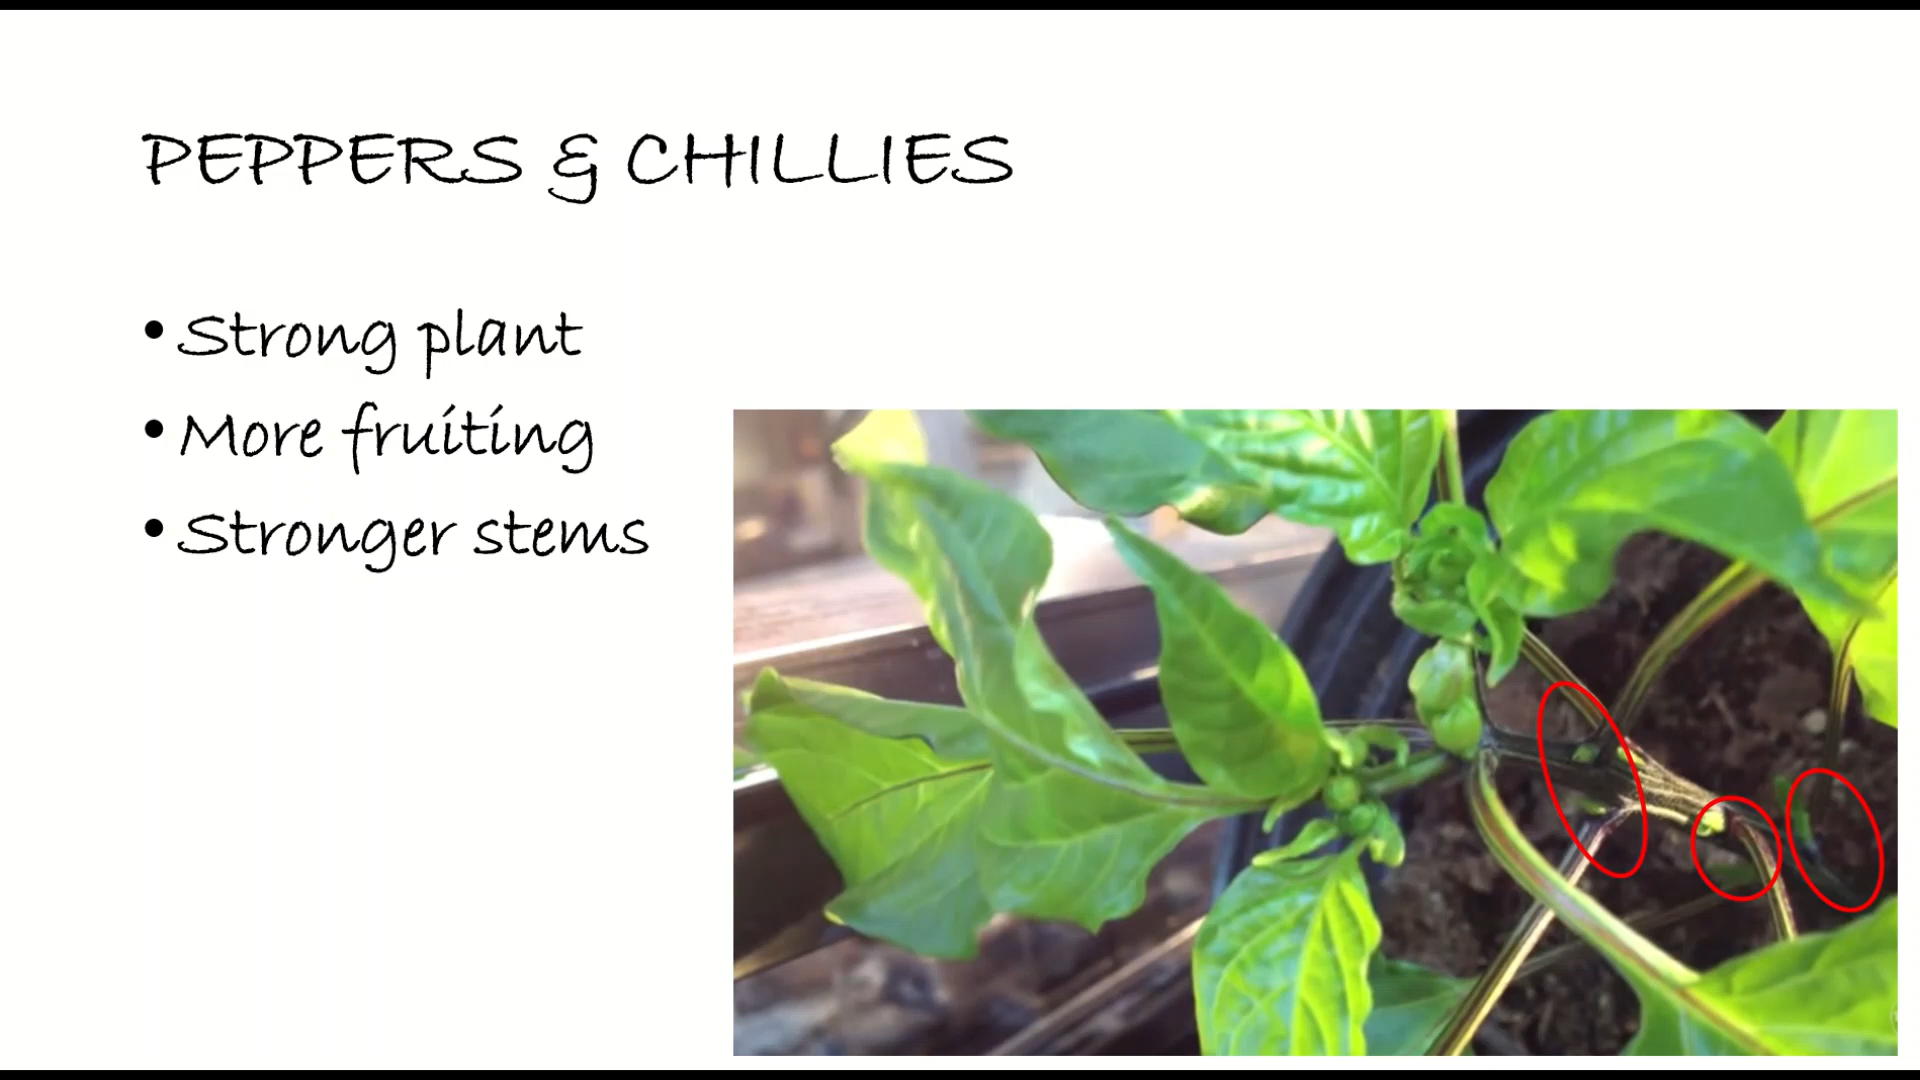 PEPPERS & CHILLIES
• Strong plant
• More fruiting
• Stronger stems